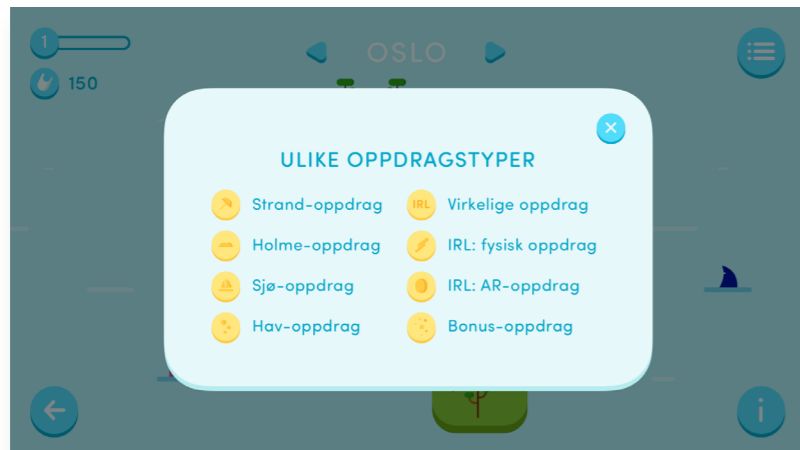 1
OSLO
150
ULIKE OPPDRAGSTYPER
Strand-oppdrag
Holme-oppdrag
Sjø-oppdrag
Hav-oppdrag
IRL Virkelige oppdrag
IRL: fysisk oppdrag
IRL: AR-oppdrag
Bonus-oppdrag
i